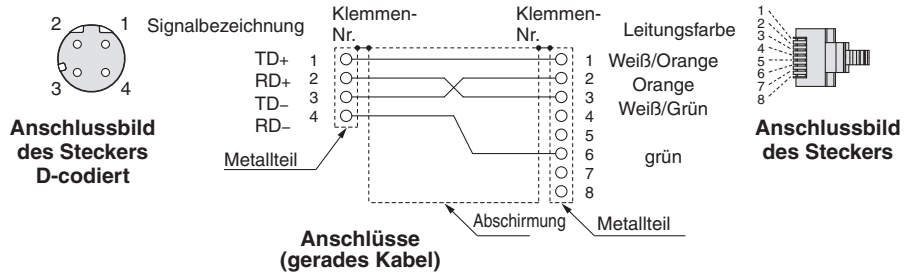 2 1
3 4
Anschlussbild
des Steckers
D-codiert
Signalbezeichnung
TD+
RD+
TD−
RD−
Klemmen-
Nr.
1
2
3
4
Metallteil
Klemmen-
Nr.
1
2
3
4
5
6
7
8
Leitungsfarbe
Weiß/Orange
Orange
Weiß/Grün
grün
Abschirmung
Metallteil
Anschlüsse
(gerades Kabel)
1
2
3
4
5
6
7
8
Anschlussbild
des Steckers